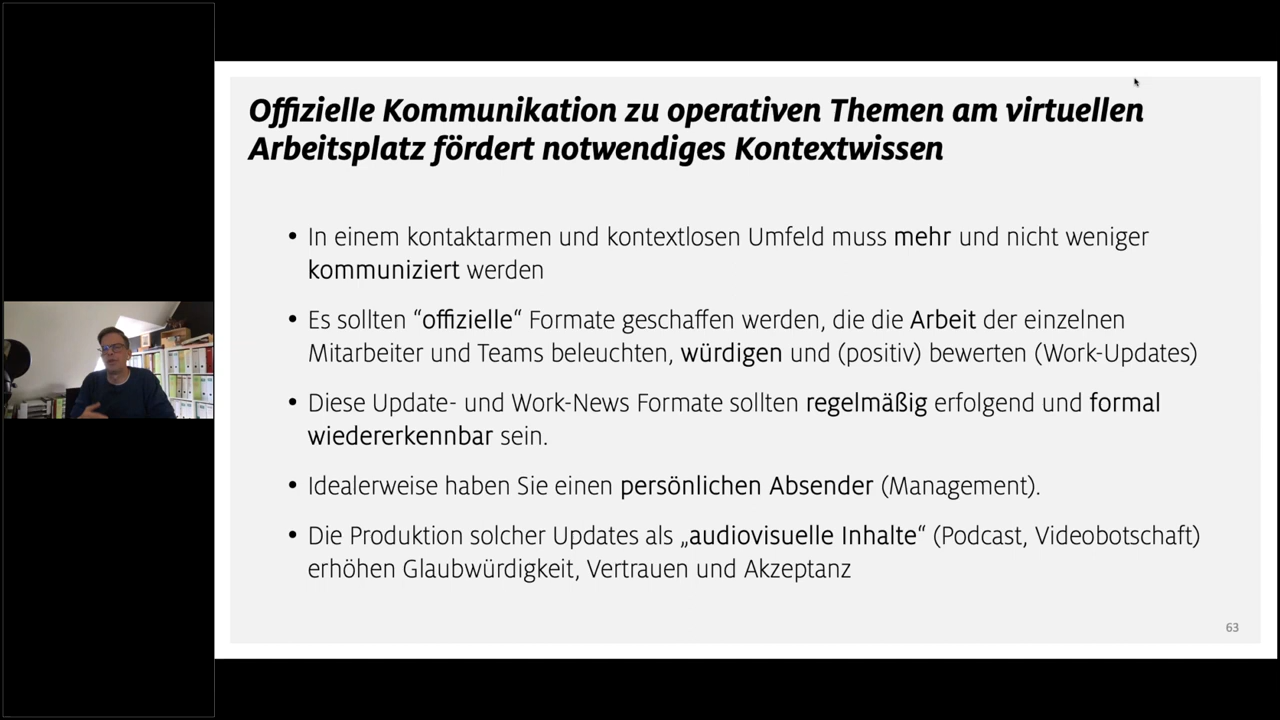 Offizielle Kommunikation zu operativen Themen am virtuellen
Arbeitsplatz fördert notwendiges Kontextwissen
• In einem kontaktarmen und kontextlosen Umfeld muss mehr und nicht weniger
kommuniziert werden
• Es sollten “offizielle“ Formate geschaffen werden, die die Arbeit der einzelnen
Mitarbeiter und Teams beleuchten, würdigen und (positiv) bewerten (Work-Updates)
• Diese Update- und Work-News Formate sollten regelmäßig erfolgend und formal
wiedererkennbar sein.
• Idealerweise haben Sie einen persönlichen Absender (Management).
• Die Produktion solcher Updates als „audiovisuelle Inhalte“ (Podcast, Videobotschaft)
erhöhen Glaubwürdigkeit, Vertrauen und Akzeptanz
63